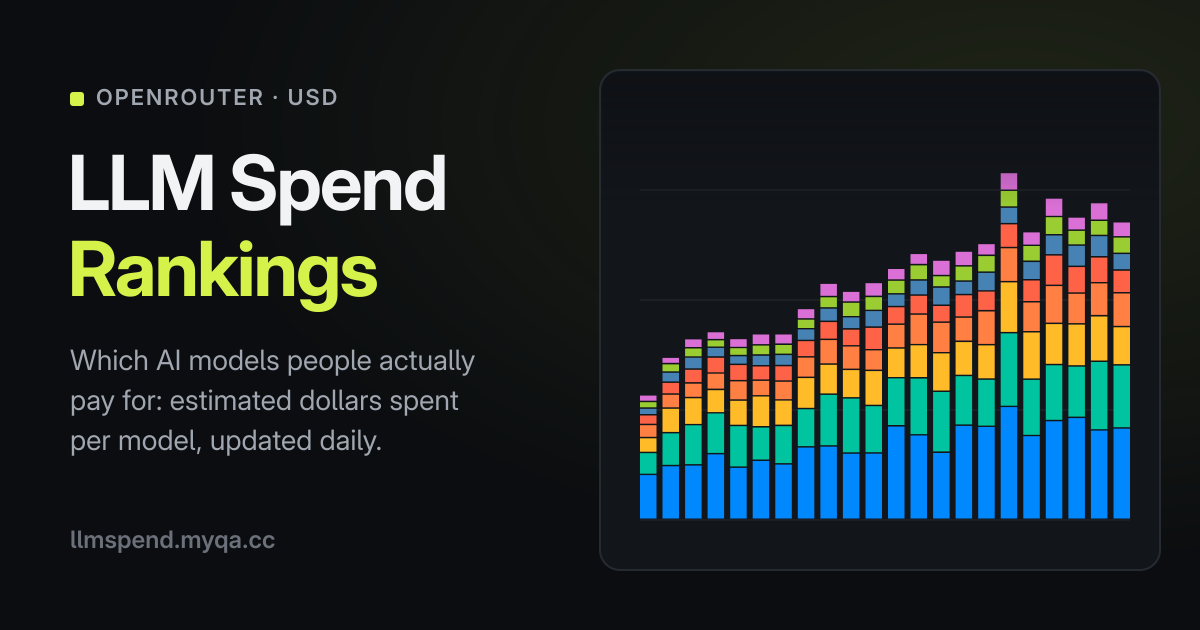 OPENROUTER · USD
LLM Spend
Rankings
Which AI models people actually
pay for: estimated dollars spent
per model, updated daily.
llmspend.myqa.cc